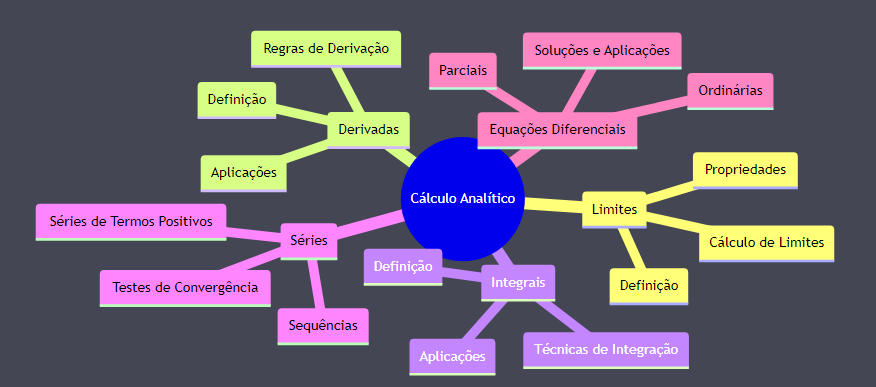 Regras de Derivação
Soluções e Aplicações
Parciais
Ordinárias
Definição
Derivadas
Equações Diferenciais
Aplicações
Propriedades
Cálculo Analítico
Limites
Séries de Termos Positivos
Séries
Cálculo de Limites
Definição
Integrais
Definição
Testes de Convergência
Sequências
Aplicações
Técnicas de Integração